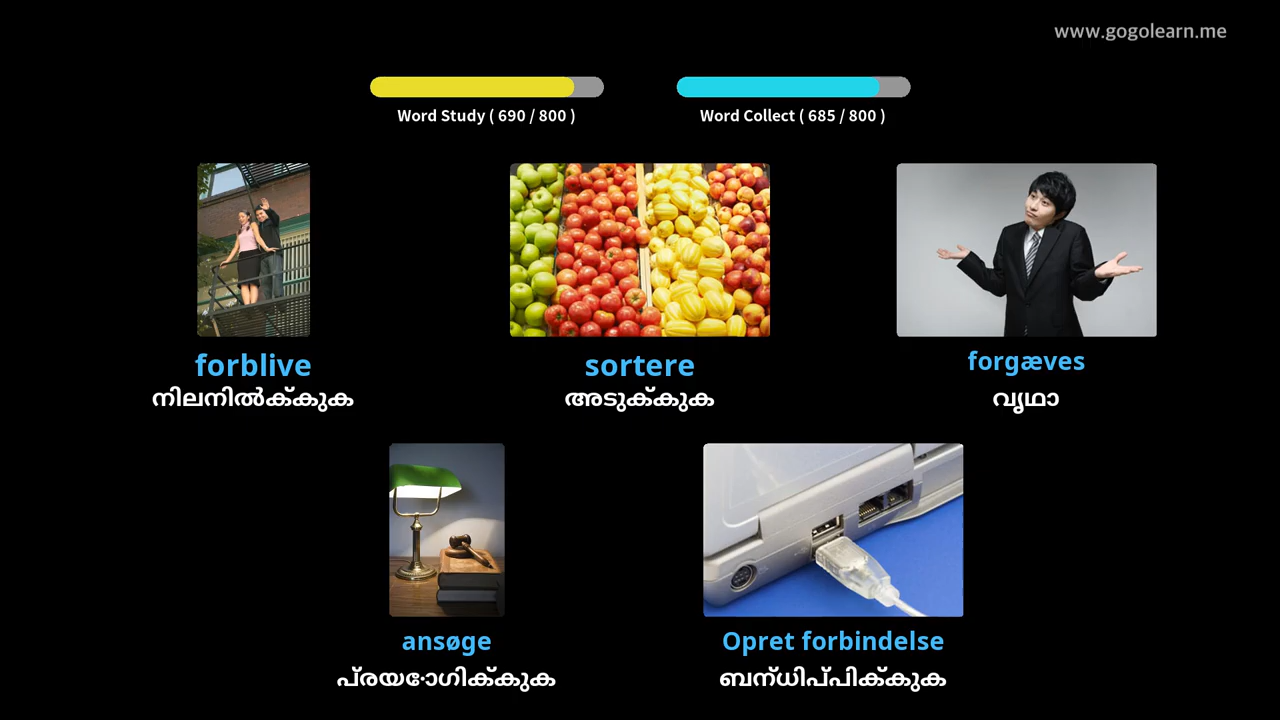 www.gogolearn.me
Word Study ( 690 / 800 )
Word Collect ( 685 / 800 )
forblive
നിലനിൽക്കുക
sortere
അടുക്കുക
forgæves
വൃഥാ
ansøge
പ്രയോഗിക്കുക
Opret forbindelse
ബന്ധിപ്പിക്കുക